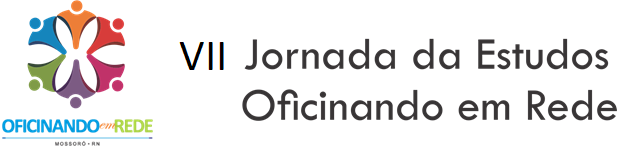 VII Jornada da Estudos
Oficinando em Rede
OFICINANDO em REDE
MOSSORÓ - RN